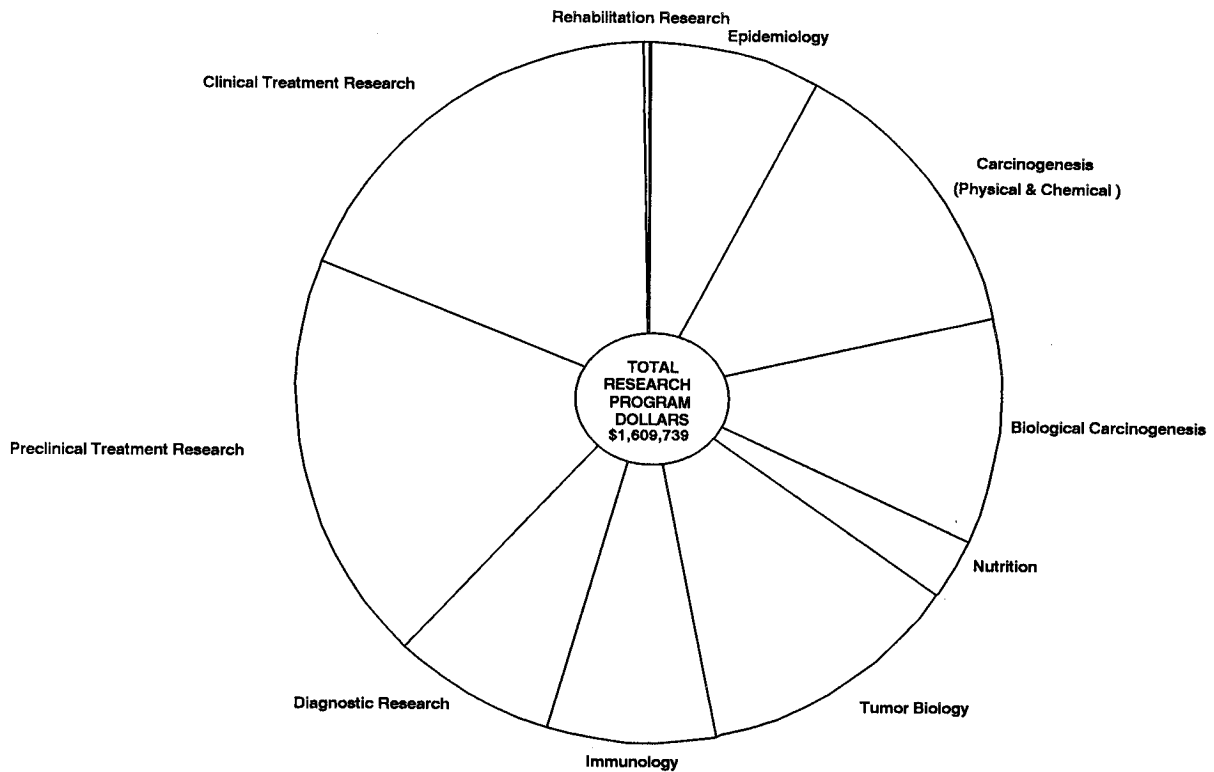 Rehabilitation Research
Epidemiology
Clinical Treatment Research
Carcinogenesis
(Physical & Chemical )
TOTAL
RESEARCH
PROGRAM
DOLLARS
$1,609,739
Biological Carcinogenesis
Preclinical Treatment Research
Nutrition
Diagnostic Research
Tumor Biology
Immunology